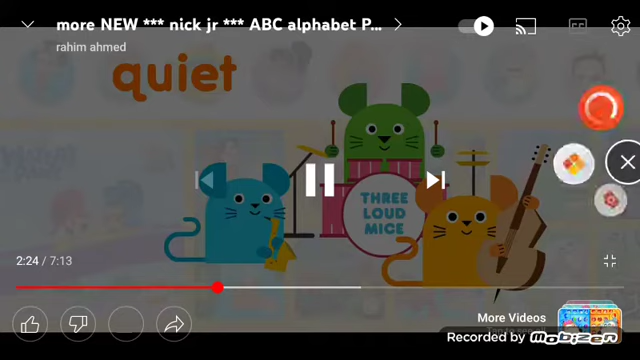 more NEW *** nick jr *** ABC alphabet P...
rahim ahmed
quiet
THREE
LOUD
MICE
2:24 / 7:13
More Videos
Recorded by
Mobizen